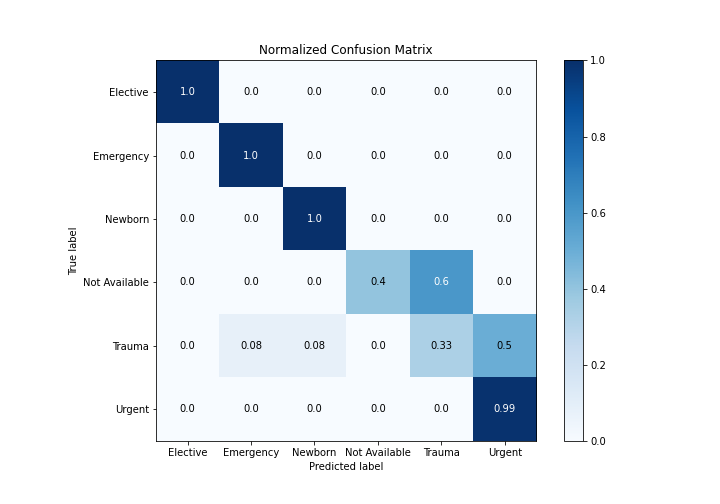 Normalized Confusion Matrix
True label
Elective 1.0 0.0 0.0 0.0 0.0 0.0
Emergency 0.0 1.0 0.0 0.0 0.0 0.0
Newborn 0.0 0.0 1.0 0.0 0.0 0.0
Not Available 0.0 0.0 0.0 0.4 0.6 0.0
Trauma 0.0 0.08 0.08 0.0 0.33 0.5
Urgent 0.0 0.0 0.0 0.0 0.0 0.99
Elective Emergency Newborn Not Available Trauma Urgent
Predicted label
1.0
0.8
0.6
0.4
0.2
0.0